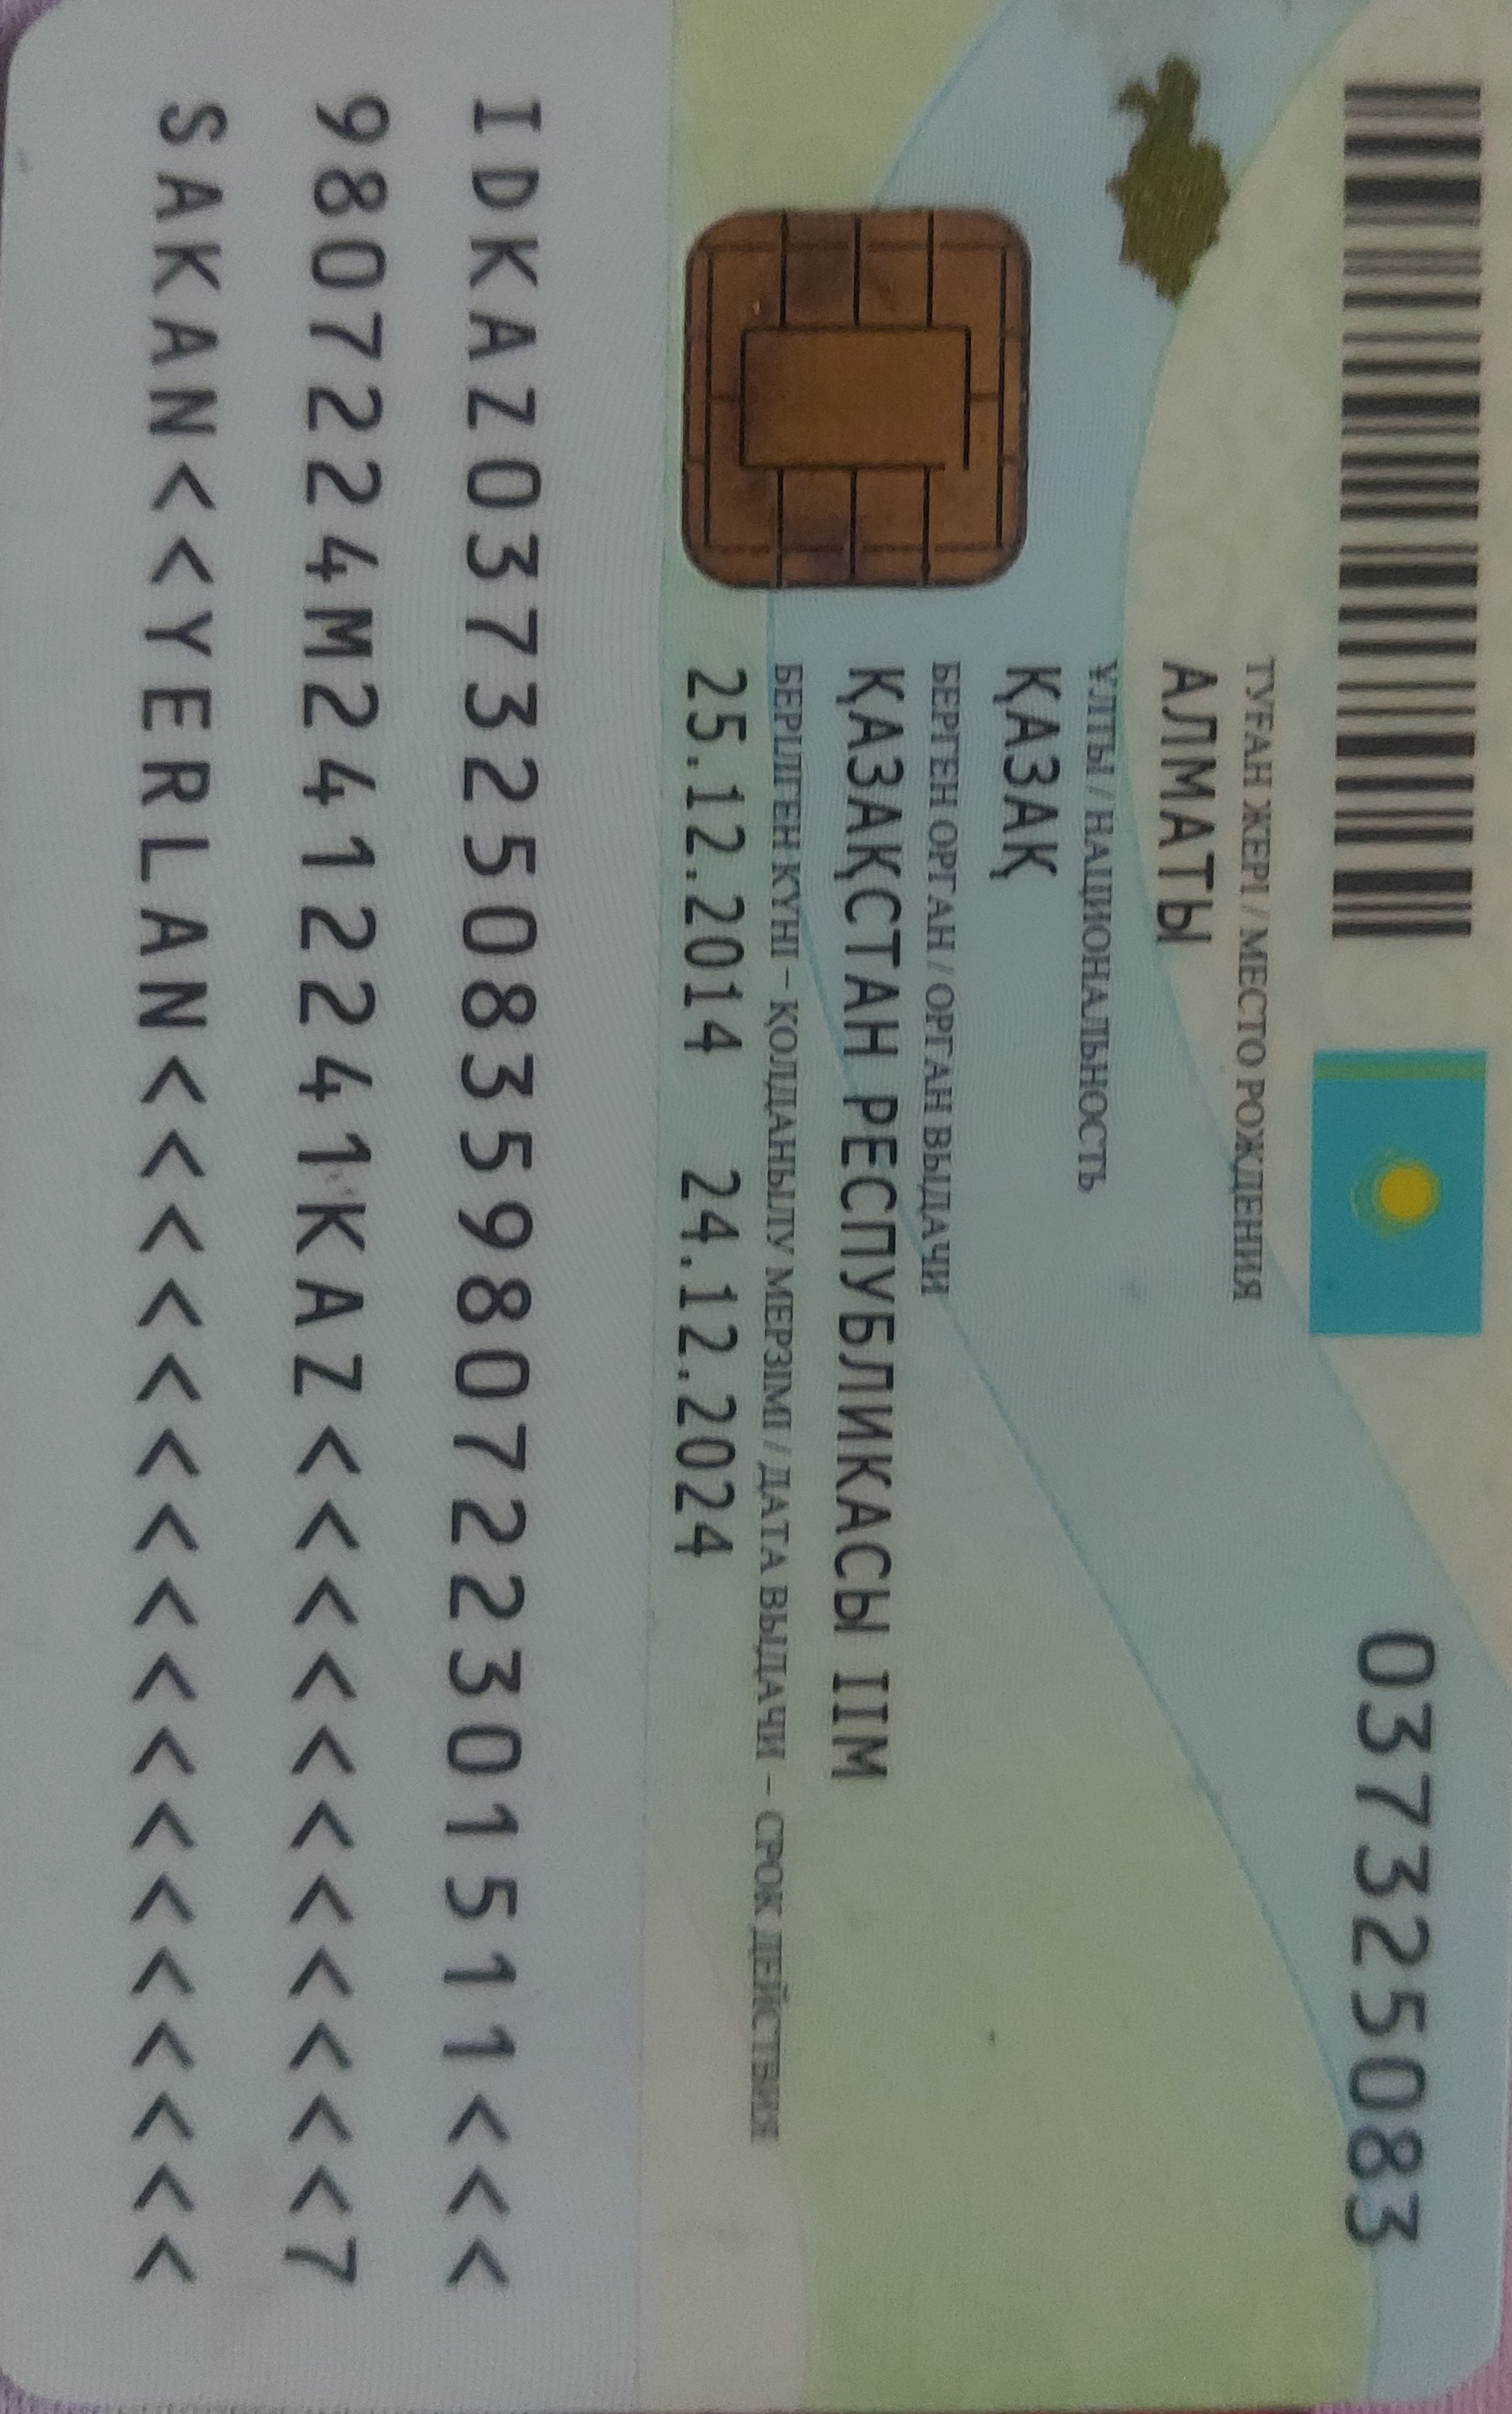 037325083
ТУҒАН ЖЕРІ / МЕСТО РОЖДЕНИЯ
АЛМАТЫ
ҰЛТЫ / НАЦИОНАЛЬНОСТЬ
ҚАЗАҚ
БЕРГЕН ОРГАН / ОРГАН ВЫДАЧИ
ҚАЗАҚСТАН РЕСПУБЛИКАСЫ ІІМ
БЕРІЛГЕН КҮНІ – ҚОЛДАНЫЛУ МЕРЗІМІ / ДАТА ВЫДАЧИ – СРОК ДЕЙСТВИЯ
25.12.2014 24.12.2024
IDKAZ0373250835980722301511<<<
9807224M2412241KAZ<<<<<<<<<<<7
SAKAN<<YERLAN<<<<<<<<<<<<<<<<<